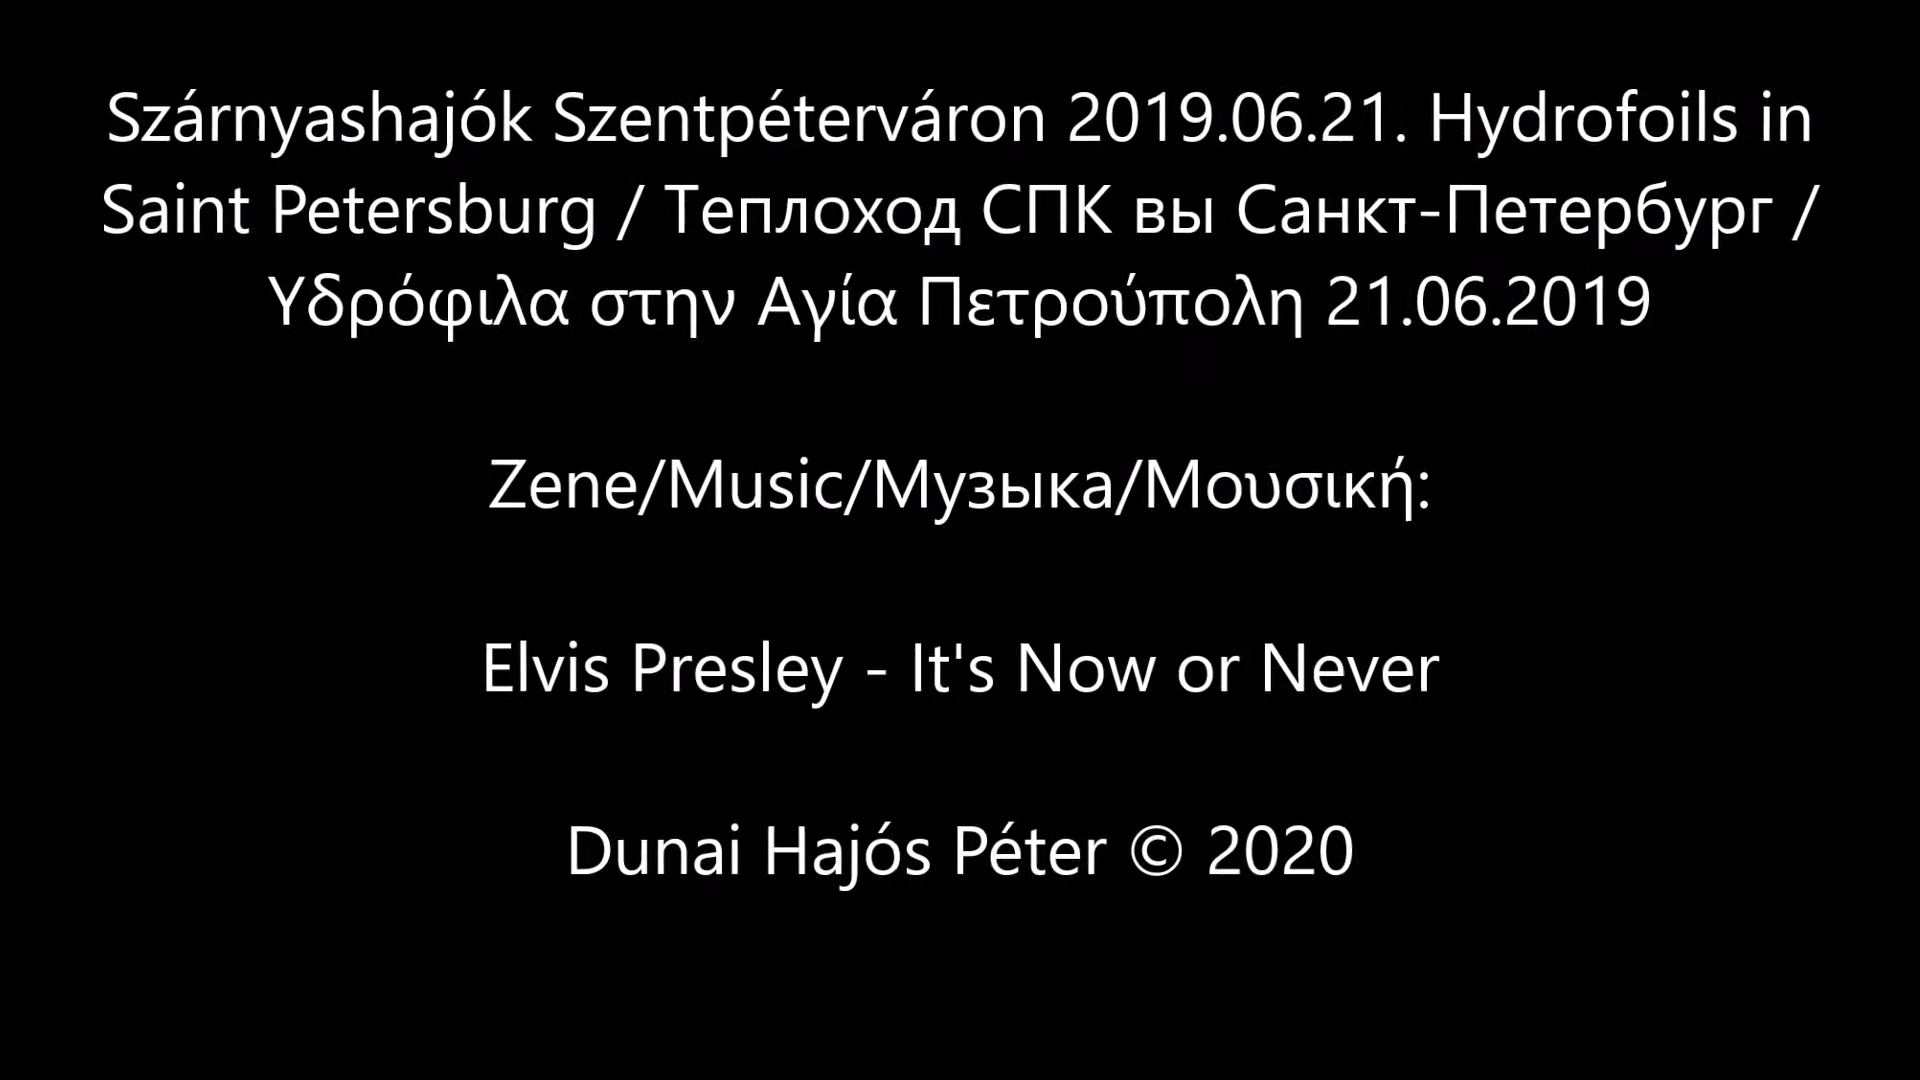 Szárnyashajók Szentpéterváron 2019.06.21. Hydrofoils in
Saint Petersburg / Теплоход СПК вы Санкт-Петербург /
Υδρόφιλα στην Αγία Πετρούπολη 21.06.2019
Zene/Music/Музыка/Μουσική:
Elvis Presley - It's Now or Never
Dunai Hajós Péter © 2020